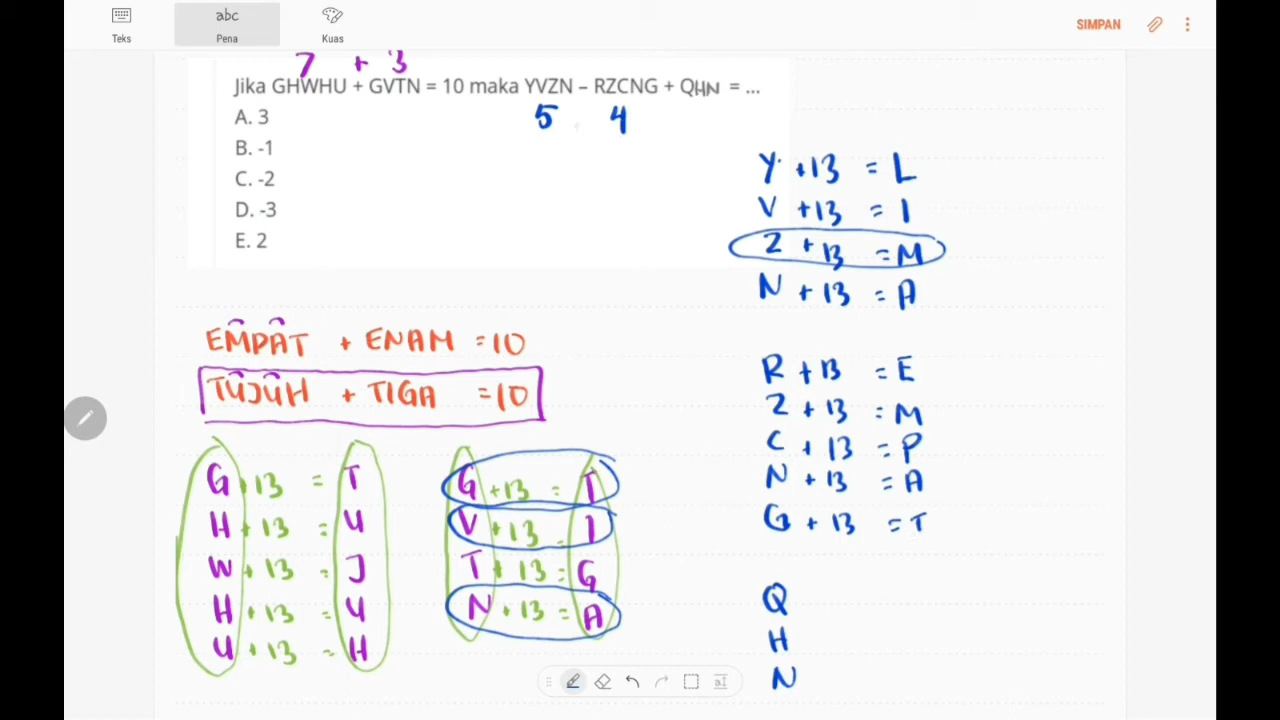 abc
SIMPAN
Teks
Pena
Kuas
7 + 3
Jika GHWHU + GVTN = 10 maka YVZN – RZCNG + QHN = ...
5 4
A. 3
B. -1
C. -2
D. -3
E. 2
Y +13 = L
V +13 = I
Z +13 = M
N +13 = A
EMPAT + ENAM =10
TUJUH + TIGA =10
R +13 = E
Z +13 = M
C +13 = P
N +13 = A
G +13 = T
G +13 = T
H +13 = U
W +13 = J
H +13 = U
U +13 = H
G +13 = T
V +13 = I
T +13 = G
N +13 = A
Q
H
N